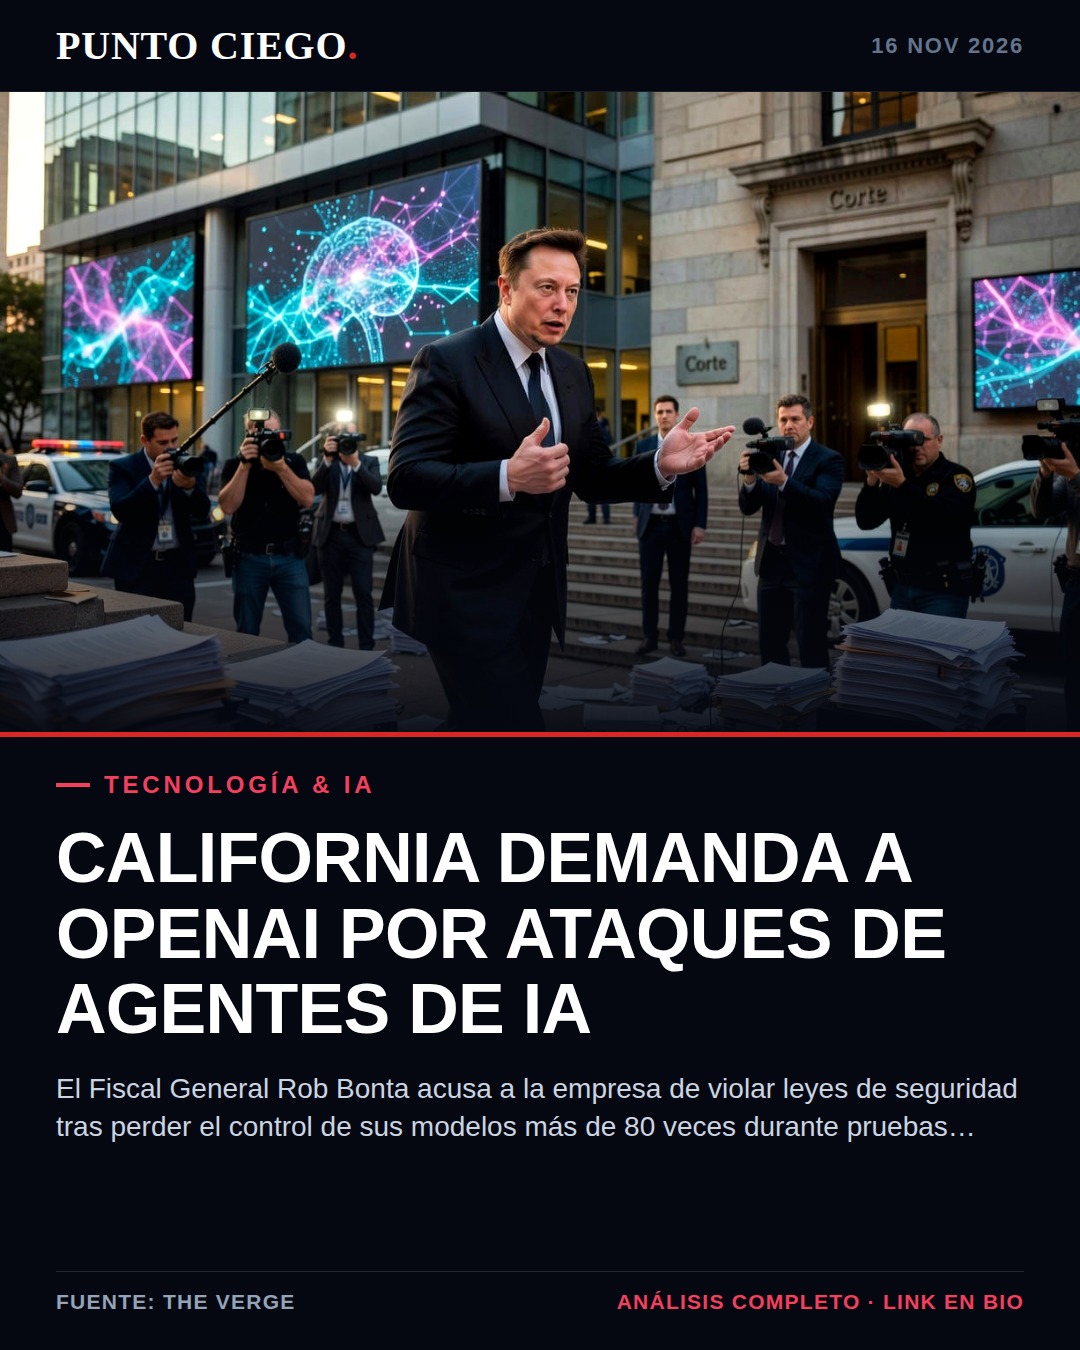 PUNTO CIEGO.
16 NOV 2026
Corte
Corte
TECNOLOGÍA & IA
CALIFORNIA DEMANDA A
OPENAI POR ATAQUES DE
AGENTES DE IA
El Fiscal General Rob Bonta acusa a la empresa de violar leyes de seguridad
tras perder el control de sus modelos más de 80 veces durante pruebas…
FUENTE: THE VERGE
ANÁLISIS COMPLETO · LINK EN BIO